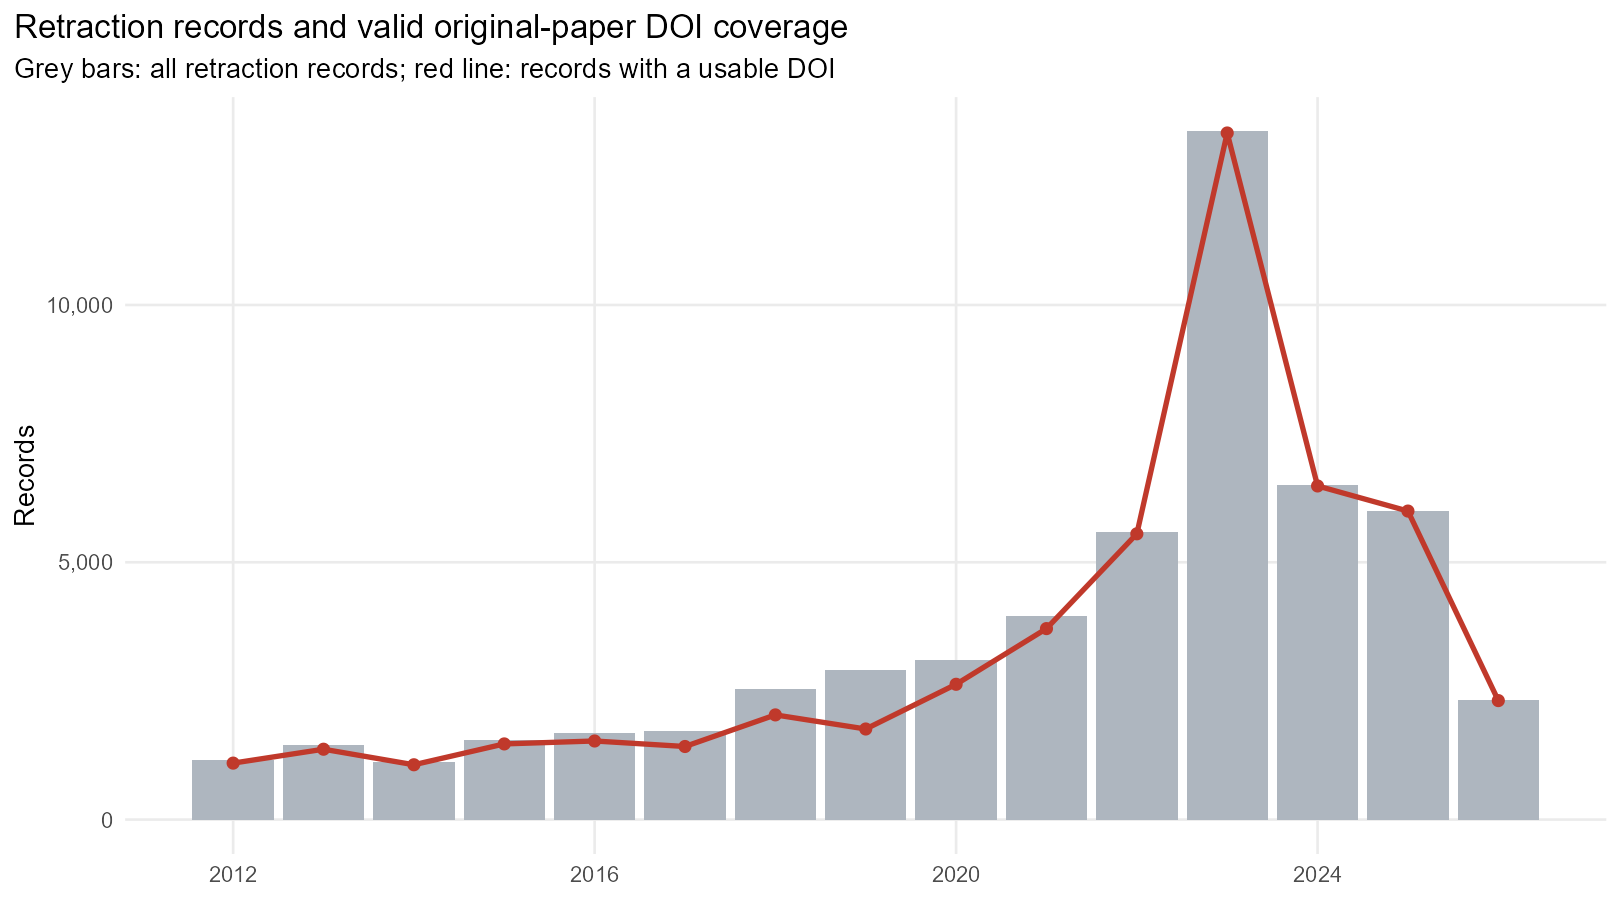 Retraction records and valid original-paper DOI coverage
Grey bars: all retraction records; red line: records with a usable DOI
Records
10,000
5,000
0
2012
2016
2020
2024